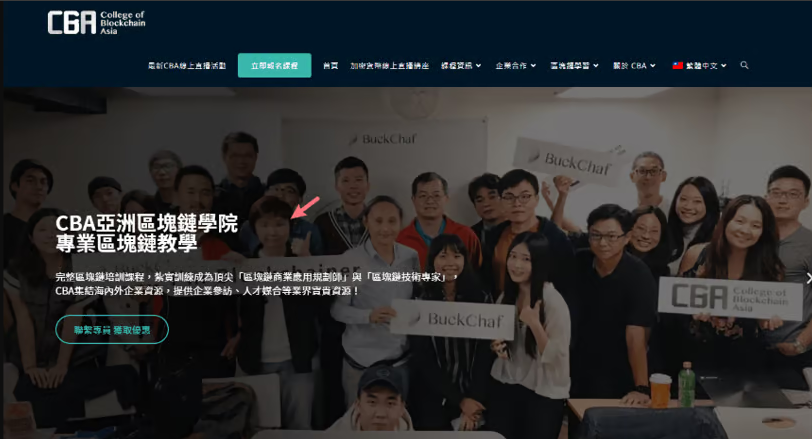 CBA College of
Blockchain
Asia
最新CBA線上直播活動
立即報名課程
首頁
加密貨幣線上直播講座
課程資訊
企業合作
區塊鏈學習
關於 CBA
繁體中文
BuckChaf
BuckChaf
CBA亞洲區塊鏈學院
專業區塊鏈教學
完整區塊鏈培訓課程，紮實訓練成為頂尖「區塊鏈商業應用規劃師」與「區塊鏈技術專家」，
CBA集結海內外企業資源，提供企業參訪、人才媒合等業界寶貴資源！
CBA College of
Blockchain
Asia
BuckChaf
聯繫專員 獲取優惠